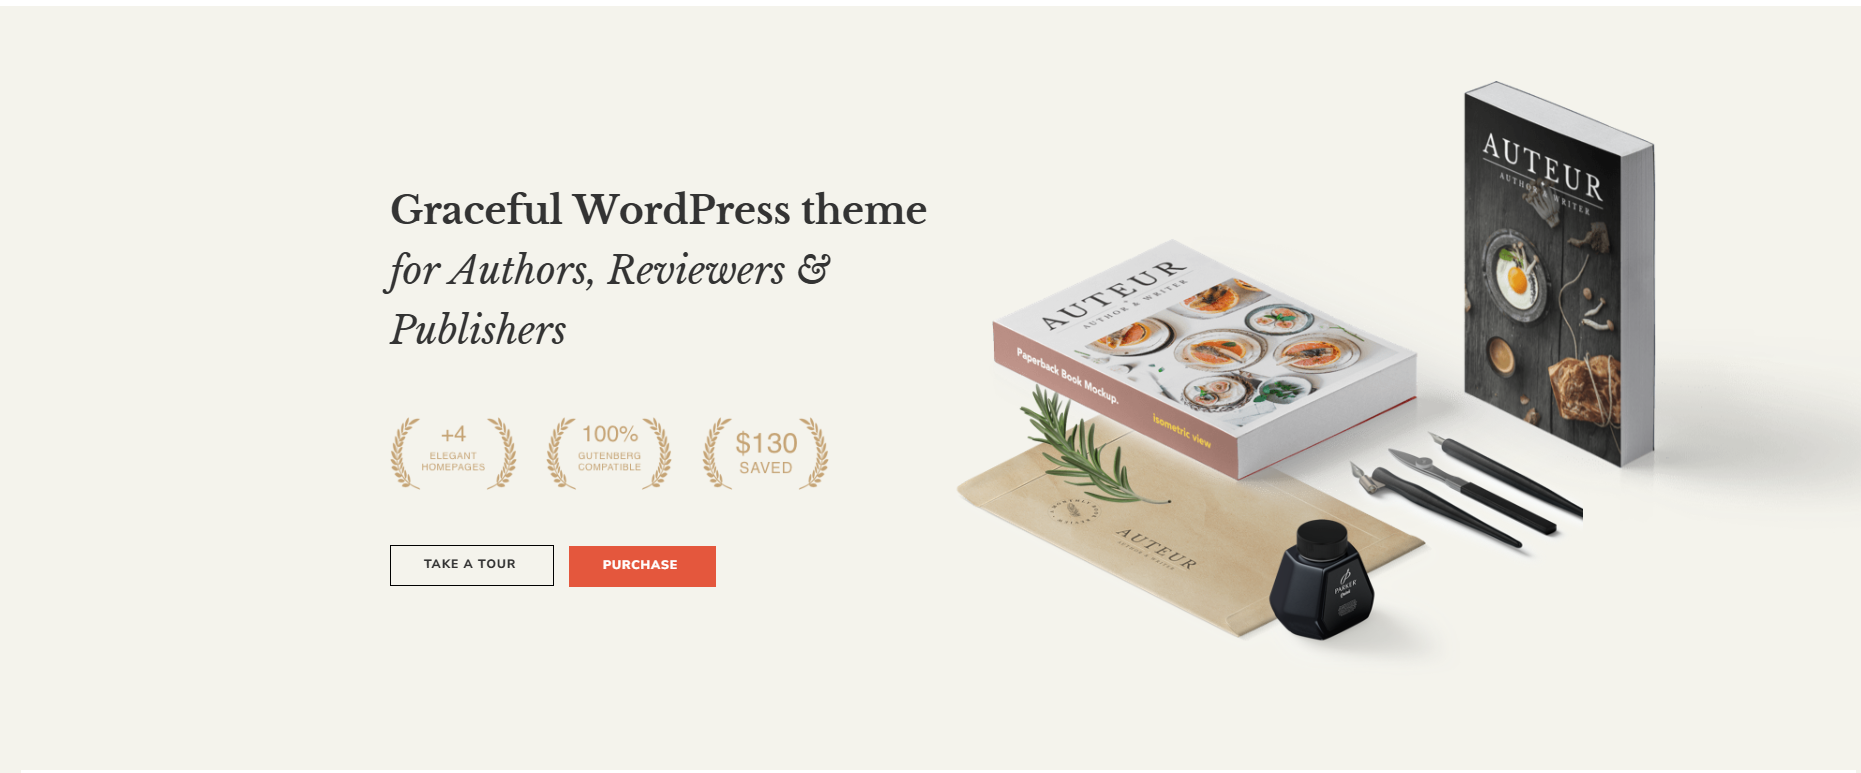 Graceful WordPress theme
for Authors, Reviewers &
Publishers
+4
ELEGANT
HOMEPAGES
100%
GUTENBERG
COMPATIBLE
$130
SAVED
TAKE A TOUR
PURCHASE
AUTEUR
AUTHOR & WRITER
AUTEUR
AUTHOR & WRITER
Paperback Book Mockup.
isometric view
AUTEUR
AUTHOR & WRITER
PARKER
Quink